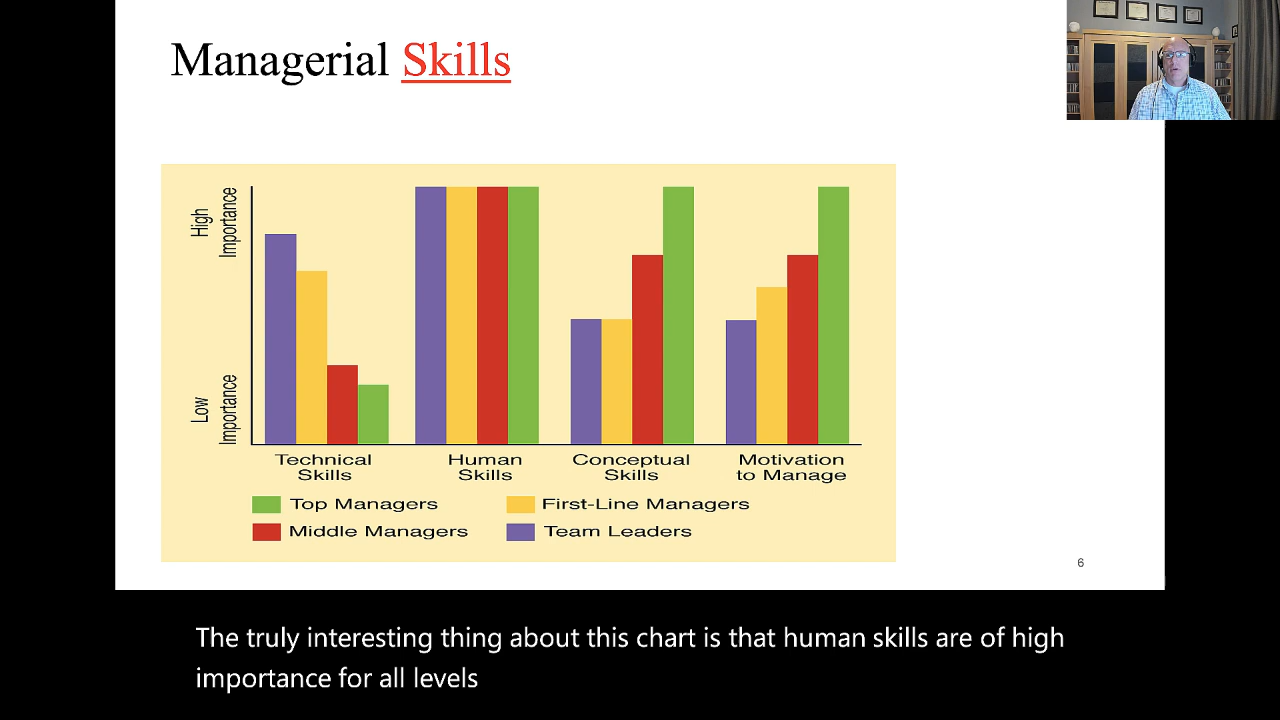 Managerial Skills
High
Importance
Low
Importance
Technical
Skills
Human
Skills
Conceptual
Skills
Motivation
to Manage
Top Managers
First-Line Managers
Middle Managers
Team Leaders
6
The truly interesting thing about this chart is that human skills are of high
importance for all levels